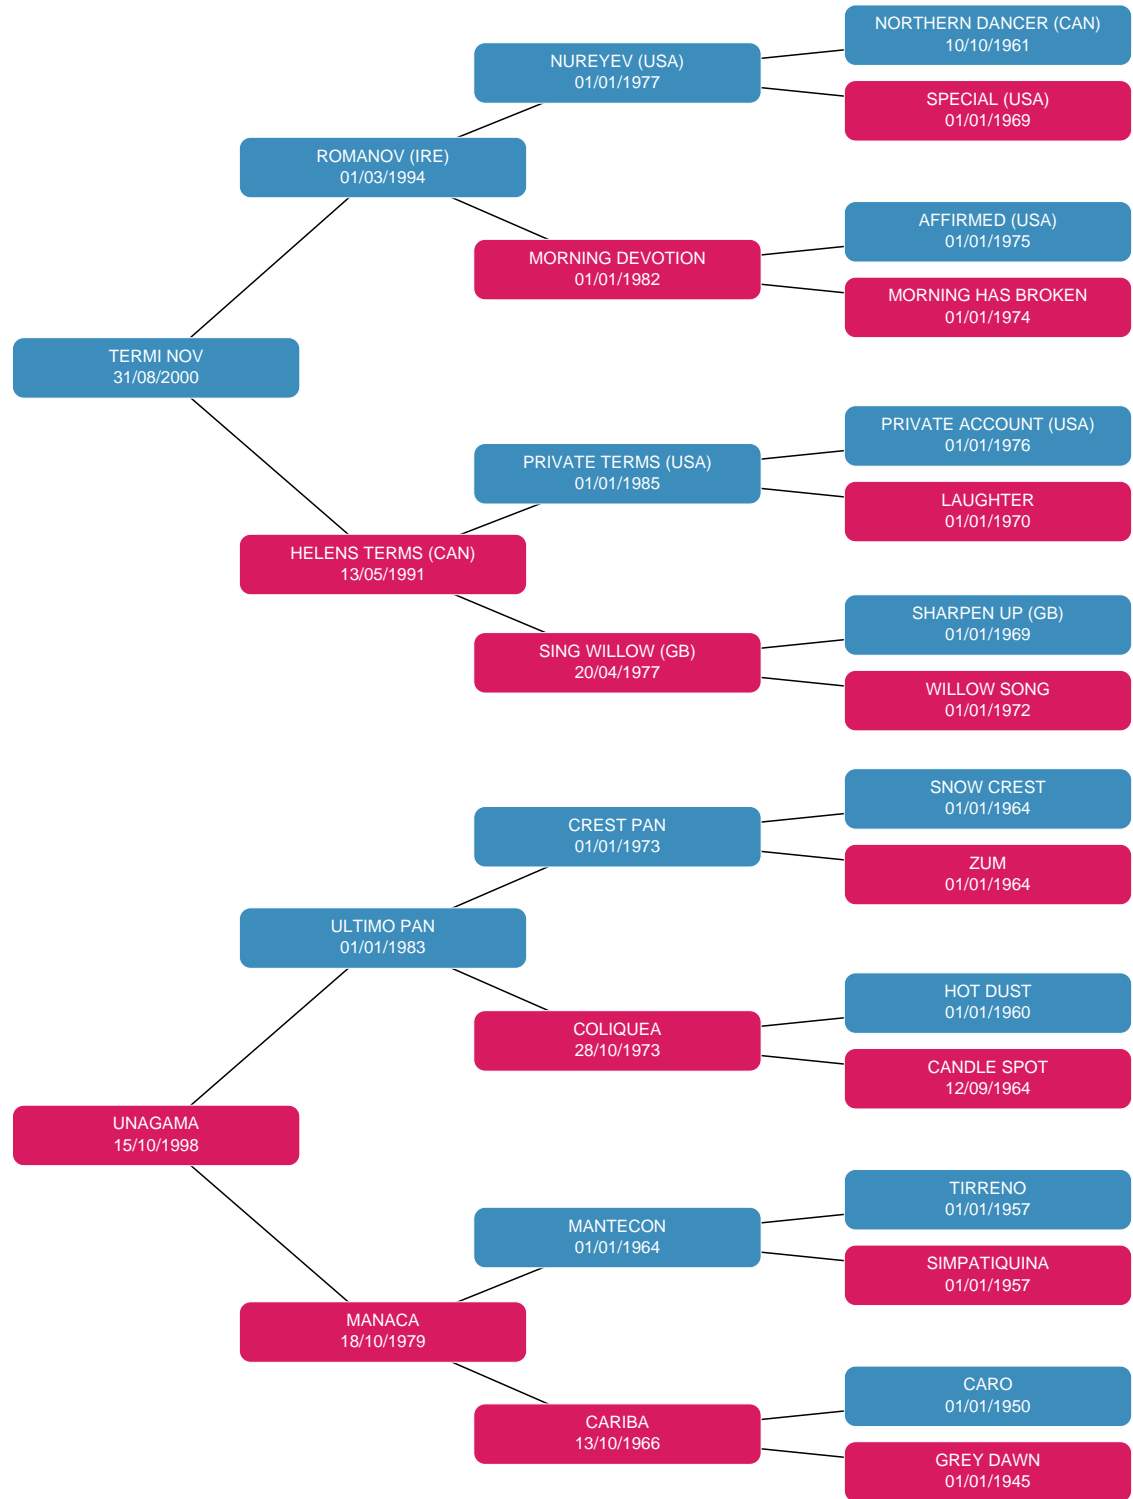 NORTHERN DANCER (CAN)
10/10/1961
NUREYEV (USA)
01/01/1977
SPECIAL (USA)
01/01/1969
ROMANOV (IRE)
01/03/1994
AFFIRMED (USA)
01/01/1975
MORNING DEVOTION
01/01/1982
MORNING HAS BROKEN
01/01/1974
TERMI NOV
31/08/2000
PRIVATE ACCOUNT (USA)
01/01/1976
PRIVATE TERMS (USA)
01/01/1985
LAUGHTER
01/01/1970
HELENS TERMS (CAN)
13/05/1991
SHARPEN UP (GB)
01/01/1969
SING WILLOW (GB)
20/04/1977
WILLOW SONG
01/01/1972
SNOW CREST
01/01/1964
CREST PAN
01/01/1973
ZUM
01/01/1964
ULTIMO PAN
01/01/1983
HOT DUST
01/01/1960
COLIQUEA
28/10/1973
CANDLE SPOT
12/09/1964
UNAGAMA
15/10/1998
TIRRENO
01/01/1957
MANTECON
01/01/1964
SIMPATIQUINA
01/01/1957
MANACA
18/10/1979
CARO
01/01/1950
CARIBA
13/10/1966
GREY DAWN
01/01/1945